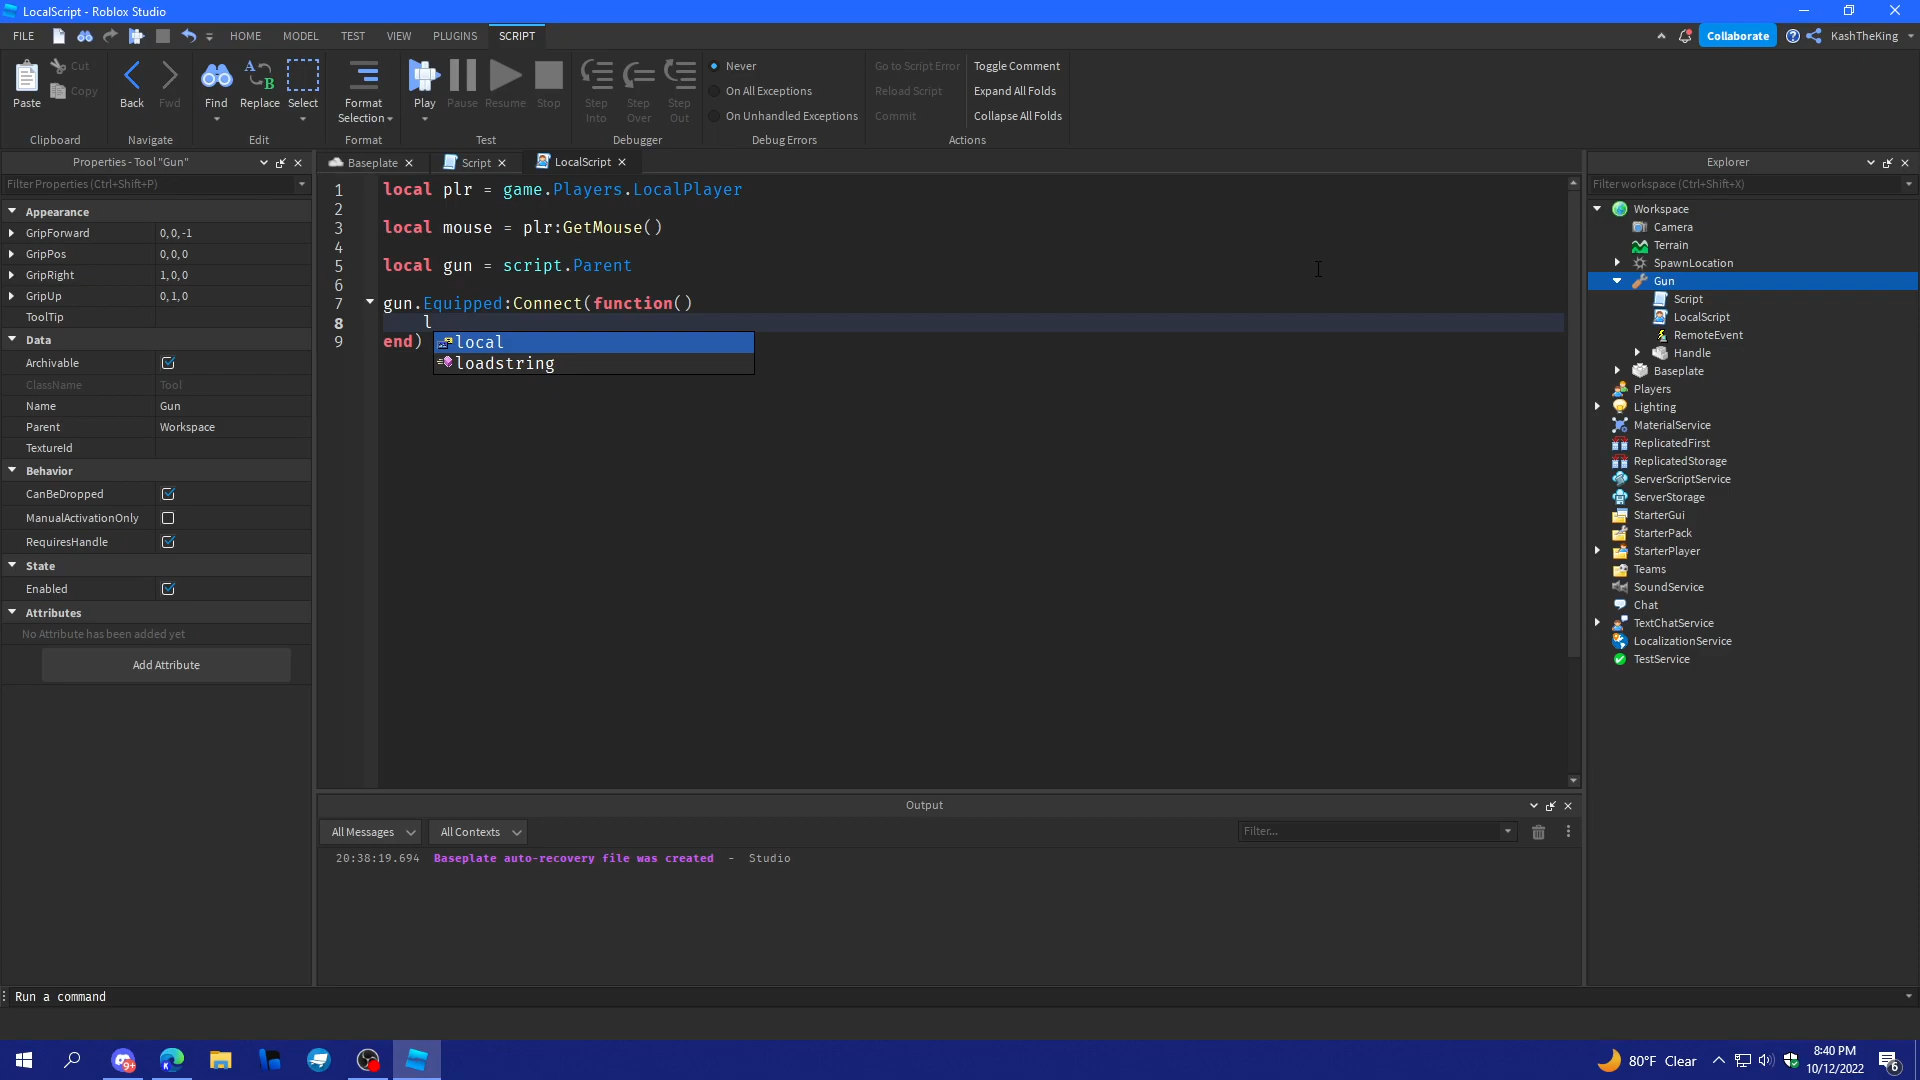 LocalScript - Roblox Studio
FILE
HOME
MODEL
TEST
VIEW
PLUGINS
SCRIPT
Collaborate
KashTheKing
Paste
Cut
Copy
Clipboard
Back
Fwd
Navigate
Find
Replace
Select
Edit
Format
Selection
Format
Play
Pause
Resume
Stop
Test
Step
Into
Step
Over
Step
Out
Debugger
Never
On All Exceptions
On Unhandled Exceptions
Debug Errors
Go to Script Error
Reload Script
Commit
Toggle Comment
Expand All Folds
Collapse All Folds
Actions
Properties - Tool "Gun"
Filter Properties (Ctrl+Shift+P)
Appearance
GripForward 0, 0, -1
GripPos 0, 0, 0
GripRight 1, 0, 0
GripUp 0, 1, 0
ToolTip
Data
Archivable
ClassName Tool
Name Gun
Parent Workspace
TextureId
Behavior
CanBeDropped
ManualActivationOnly
RequiresHandle
State
Enabled
Attributes
No Attribute has been added yet
Add Attribute
Baseplate
Script
LocalScript
1 local plr = game.Players.LocalPlayer
2
3 local mouse = plr:GetMouse()
4
5 local gun = script.Parent
6
7 gun.Equipped:Connect(function()
8 l
9 end)
local
loadstring
Output
All Messages
All Contexts
Filter...
20:38:19.694 Baseplate auto-recovery file was created - Studio
Explorer
Filter workspace (Ctrl+Shift+X)
Workspace
Camera
Terrain
SpawnLocation
Gun
Script
LocalScript
RemoteEvent
Handle
Baseplate
Players
Lighting
MaterialService
ReplicatedFirst
ReplicatedStorage
ServerScriptService
ServerStorage
StarterGui
StarterPack
StarterPlayer
Teams
SoundService
Chat
TextChatService
LocalizationService
TestService
Run a command
9+
K
80°F Clear
8:40 PM
10/12/2022
6